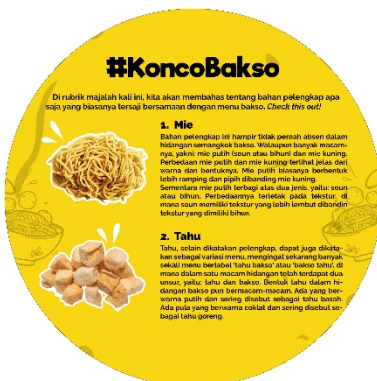 #KoncoBakso
Di rubrik majalah kali ini, kita akan membahas tentang bahan pelengkap apa
saja yang biasanya tersaji bersamaan dengan menu bakso. Check this out!
1. Mie
Bahan pelengkap ini hampir tidak pernah absen dalam
hidangan semangkok bakso. Walaupun banyak macam-
nya, yakni: mie putih (soun atau bihun) dan mie kuning.
Perbedaan mie putih dan mie kuning terlihat jelas dari
warna dan bentuknya. Mie putih biasanya berbentuk
lebih ramping dan pipih dibanding mie kuning.
Sementara mie putih terbagi atas dua jenis, yaitu: soun
atau bihun. Perbedaannya terletak pada tekstur, di
mana soun memiliki tekstur yang lebih lembut dibandin
tekstur yang dimiliki bihun.
2. Tahu
Tahu, selain dikatakan pelengkap, dapat juga dikata-
kan sebagai variasi menu, mengingat sekarang banyak
sekali menu berlabel 'tahu bakso' atau 'bakso tahu', di
mana dalam satu macam hidangan telah terdapat dua
unsur, yaitu: tahu dan bakso. Bentuk tahu dalam hi-
dangan bakso pun bermacam-macam. Ada yang ber-
warna putih dan sering disebut sebagai tahu basah.
Ada pula yang berwarna coklat dan sering disebut se-
bagai tahu goreng.